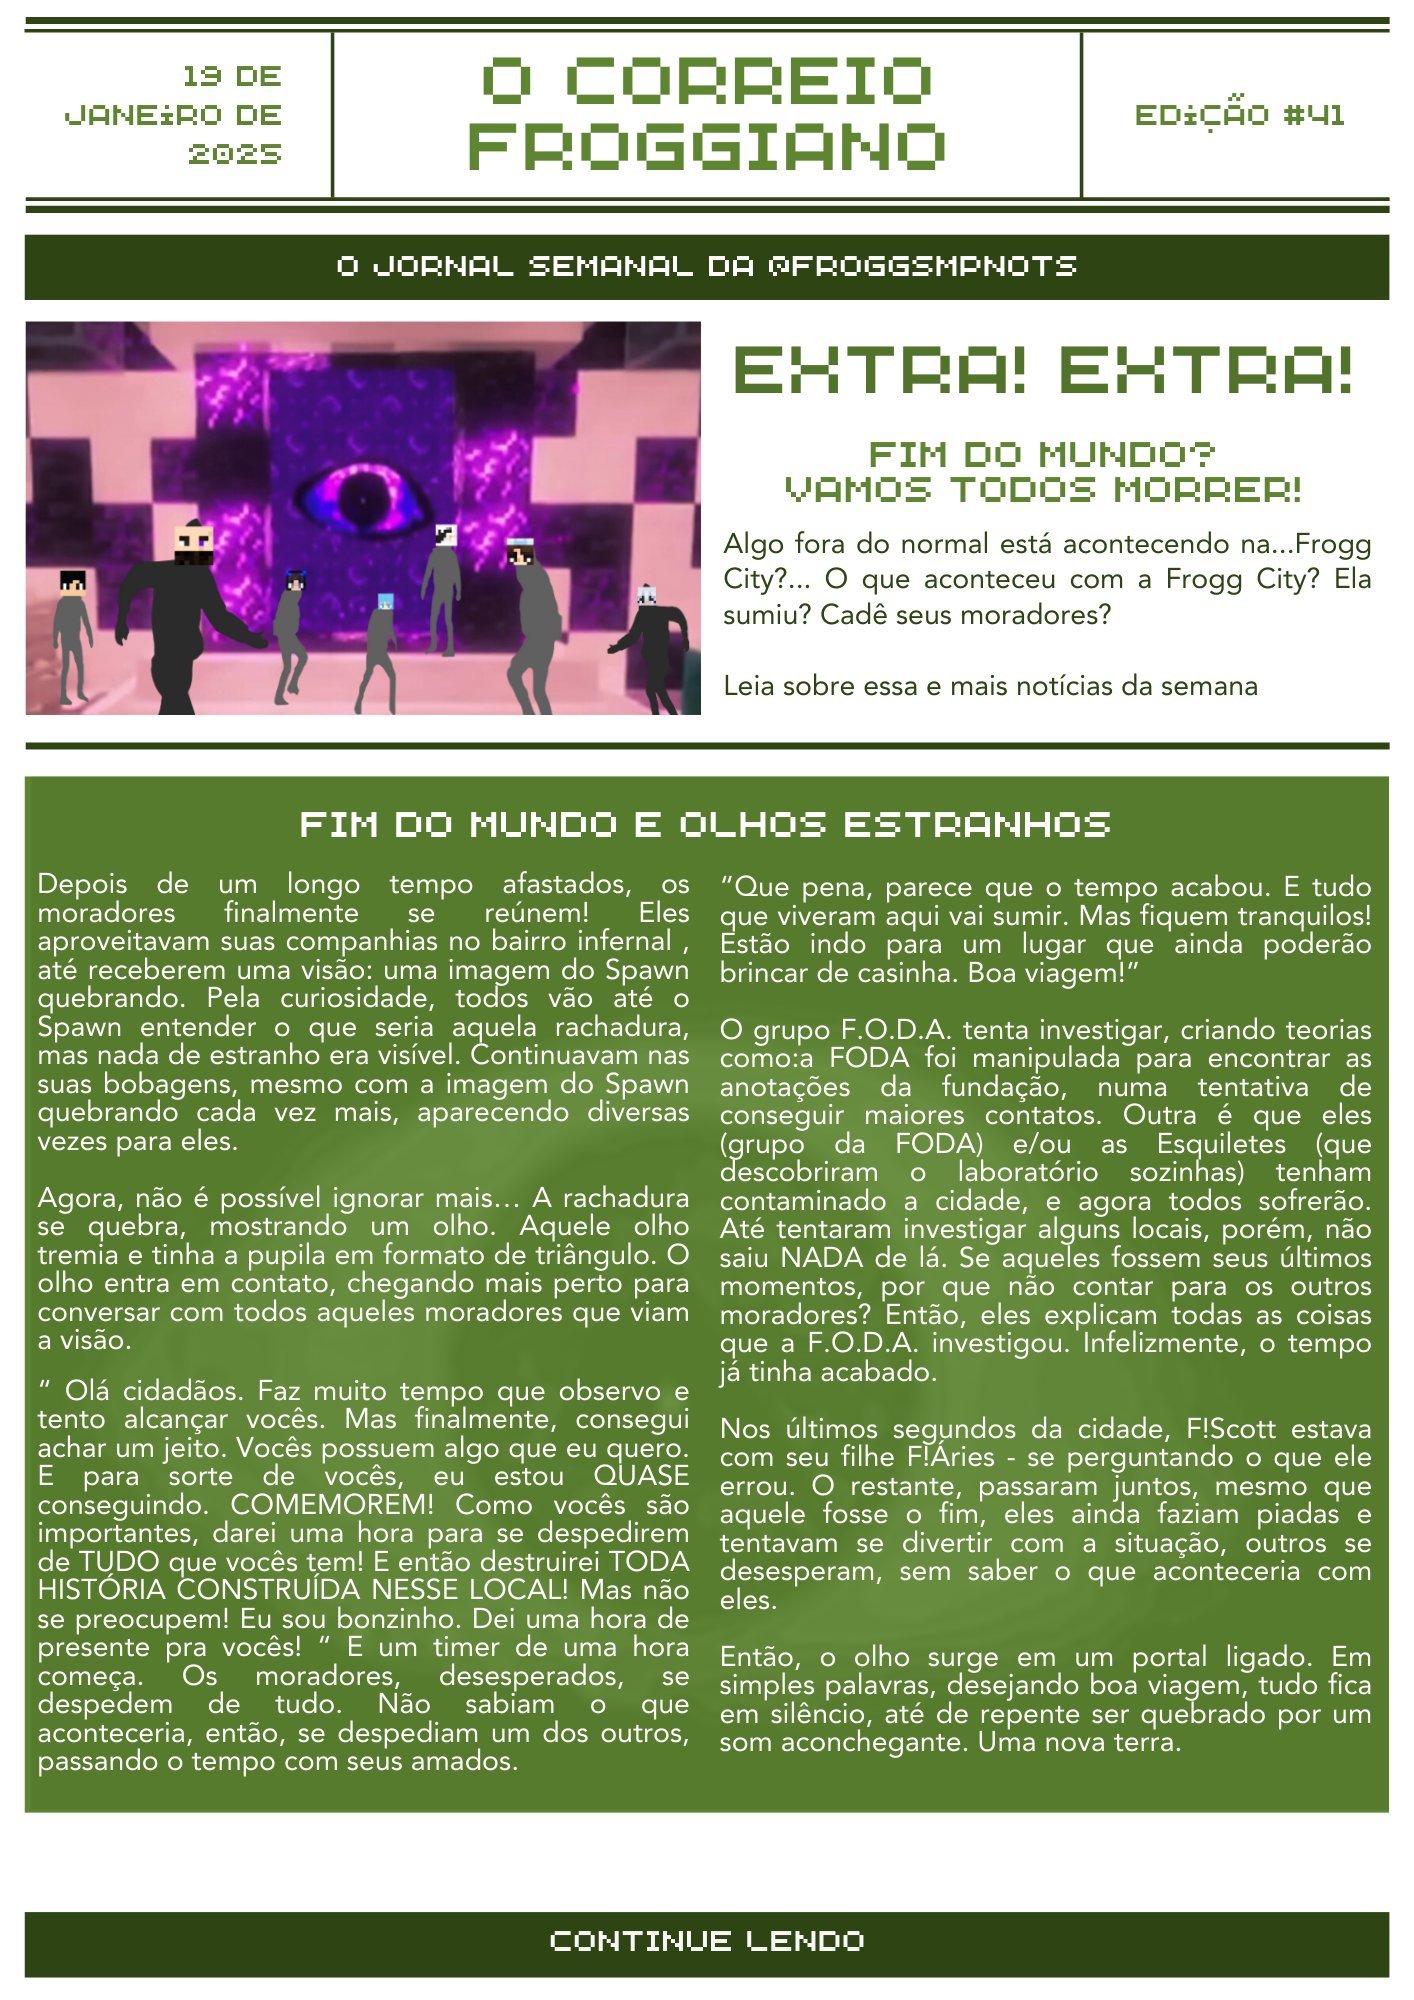 19 DE
JANEIRO DE
2025
O CORREIO
FROGGIANO
EDIÇÃO #41
O JORNAL SEMANAL DA @FROGGSMPNOTS
EXTRA! EXTRA!
FIM DO MUNDO?
VAMOS TODOS MORRER!
Algo fora do normal está acontecendo na...Frogg
City?... O que aconteceu com a Frogg City? Ela
sumiu? Cadê seus moradores?
Leia sobre essa e mais notícias da semana
FIM DO MUNDO E OLHOS ESTRANHOS
Depois de um longo tempo afastados, os
moradores finalmente se reúnem! Eles
aproveitavam suas companhias no bairro infernal ,
até receberem uma visão: uma imagem do Spawn
quebrando. Pela curiosidade, todos vão até o
Spawn entender o que seria aquela rachadura,
mas nada de estranho era visível. Continuavam nas
suas bobagens, mesmo com a imagem do Spawn
quebrando cada vez mais, aparecendo diversas
vezes para eles.
Agora, não é possível ignorar mais... A rachadura
se quebra, mostrando um olho. Aquele olho
tremia e tinha a pupila em formato de triângulo. O
olho entra em contato, chegando mais perto para
conversar com todos aqueles moradores que viam
a visão.
“ Olá cidadãos. Faz muito tempo que observo e
tento alcançar vocês. Mas finalmente, consegui
achar um jeito. Vocês possuem algo que eu quero.
E para sorte de vocês, eu estou QUASE
conseguindo. COMEMOREM! Como vocês são
importantes, darei uma hora para se despedirem
de TUDO que vocês tem! E então destruirei TODA
HISTÓRIA CONSTRUÍDA NESSE LOCAL! Mas não
se preocupem! Eu sou bonzinho. Dei uma hora de
presente pra vocês! “ E um timer de uma hora
começa. Os moradores, desesperados, se
despedem de tudo. Não sabiam o que
aconteceria, então, se despediam um dos outros,
passando o tempo com seus amados.
“Que pena, parece que o tempo acabou. E tudo
que viveram aqui vai sumir. Mas fiquem tranquilos!
Estão indo para um lugar que ainda poderão
brincar de casinha. Boa viagem!”
O grupo F.O.D.A. tenta investigar, criando teorias
como:a FODA foi manipulada para encontrar as
anotações da fundação, numa tentativa de
conseguir maiores contatos. Outra é que eles
(grupo da FODA) e/ou as Esquiletes (que
descobriram o laboratório sozinhas) tenham
contaminado a cidade, e agora todos sofrerão.
Até tentaram investigar alguns locais, porém, não
saiu NADA de lá. Se aqueles fossem seus últimos
momentos, por que não contar para os outros
moradores? Então, eles explicam todas as coisas
que a F.O.D.A. investigou. Infelizmente, o tempo
já tinha acabado.
Nos últimos segundos da cidade, F!Scott estava
com seu filhe F!Áries - se perguntando o que ele
errou. O restante, passaram juntos, mesmo que
aquele fosse o fim, eles ainda faziam piadas e
tentavam se divertir com a situação, outros se
desesperam, sem saber o que aconteceria com
eles.
Então, o olho surge em um portal ligado. Em
simples palavras, desejando boa viagem, tudo fica
em silêncio, até de repente ser quebrado por um
som aconchegante. Uma nova terra.
CONTINUE LENDO